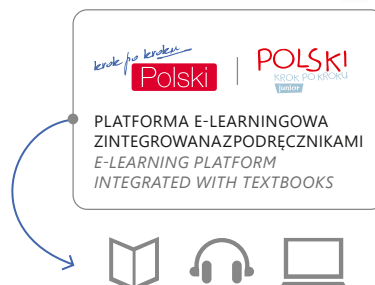 krok po kroku
Polski
POLSKI
KROK PO KROKU
junior
PLATFORMA E-LEARNINGOWA
ZINTEGROWANAZPODRĘCZNIKAMI
E-LEARNING PLATFORM
INTEGRATED WITH TEXTBOOKS